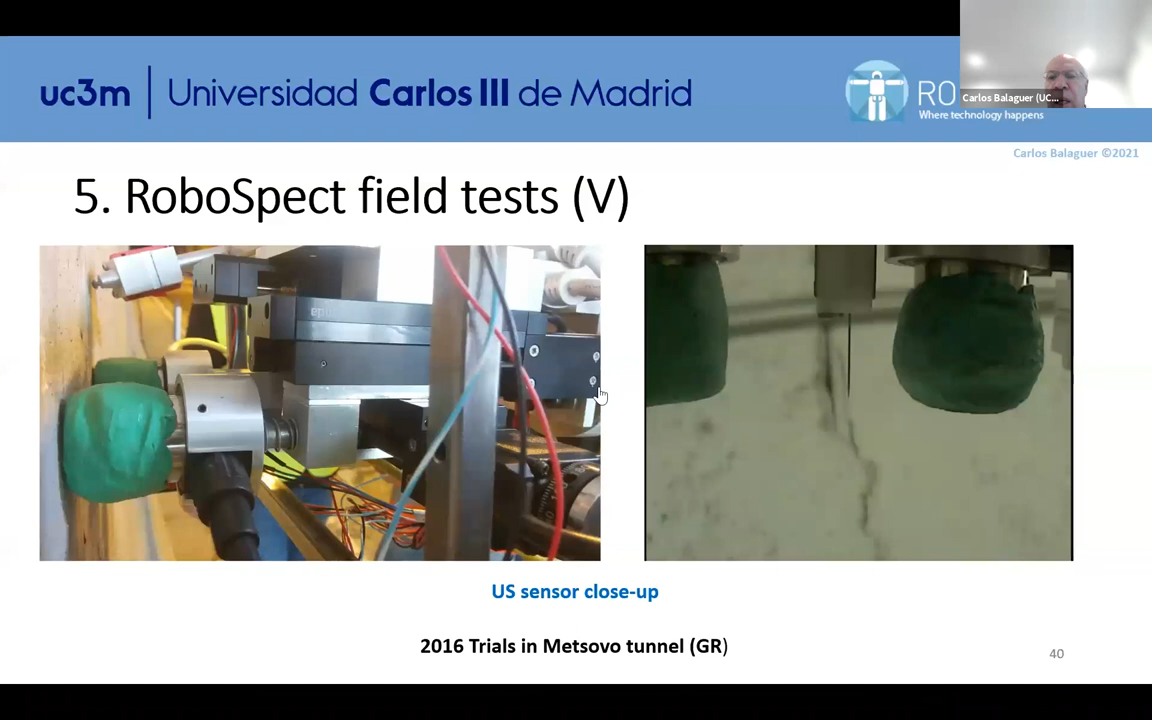 uc3m | Universidad Carlos III de Madrid
RO
Where technology happens
Carlos Balaguer (UC...
Carlos Balaguer ©2021
5. RoboSpect field tests (V)
US sensor close-up
2016 Trials in Metsovo tunnel (GR)
40